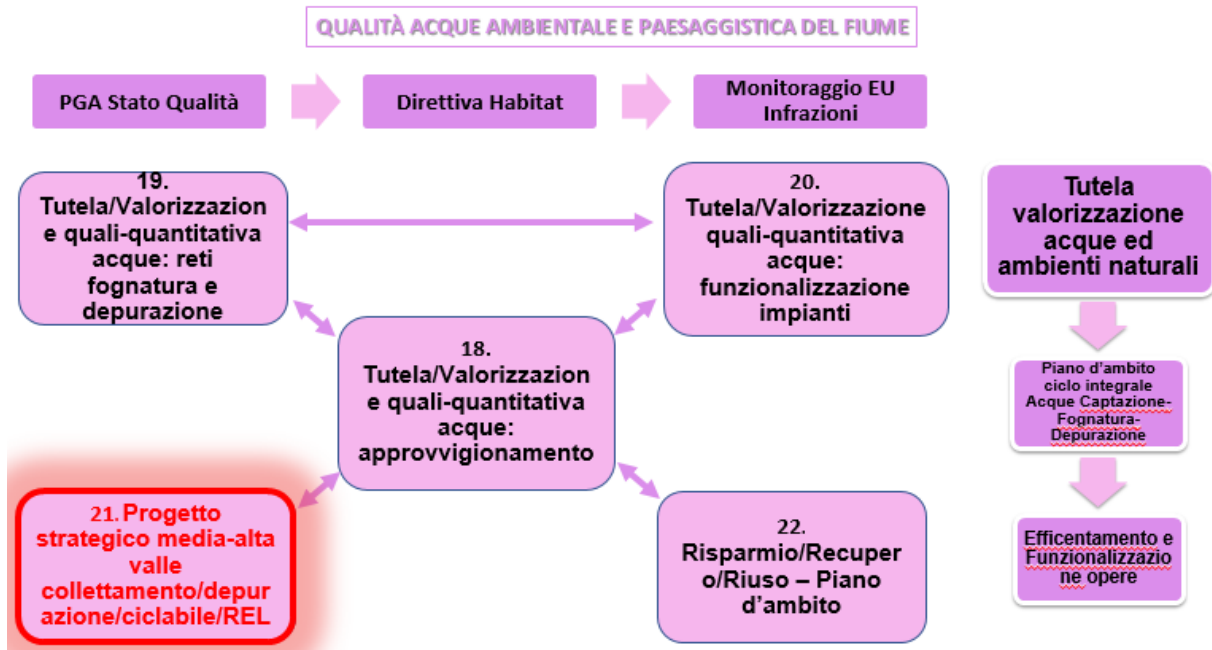 QUALITÀ ACQUE AMBIENTALE E PAESAGGISTICA DEL FIUME
PGA Stato Qualità
Direttiva Habitat
Monitoraggio EU
Infrazioni
19.
Tutela/Valorizzazion
e quali-quantitativa
acque: reti
fognatura e
depurazione
20.
Tutela/Valorizzazione
quali-quantitativa
acque:
funzionalizzazione
impianti
18.
Tutela/Valorizzazion
e quali-quantitativa
acque:
approvvigionamento
21. Progetto
strategico media-alta
valle
collettamento/depur
azione/ciclabile/REL
22.
Risparmio/Recuper
o/Riuso – Piano
d’ambito
Tutela
valorizzazione
acque ed
ambienti naturali
Piano d’ambito
ciclo integrale
Acque Captazione-
Fognatura-
Depurazione
Efficentamento e
Funzionalizzazio
ne opere